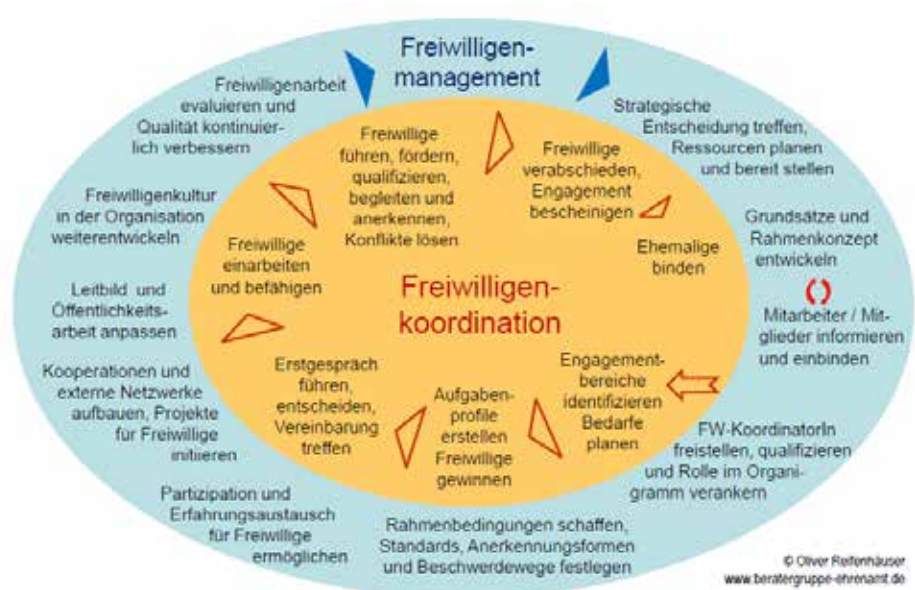 Freiwilligen-
management
Freiwilligenarbeit
evaluieren und
Qualität kontinuier-
lich verbessern
Strategische
Entscheidung treffen,
Ressourcen planen
und bereit stellen
Freiwillige
führen, fördern,
qualifizieren,
begleiten und
anerkennen,
Konflikte lösen
Freiwillige
verabschieden,
Engagement
bescheinigen
Freiwilligenkultur
in der Organisation
weiterentwickeln
Grundsätze und
Rahmenkonzept
entwickeln
Freiwillige
einarbeiten
und befähigen
Ehemalige
binden
Freiwilligen-
koordination
Leitbild und
Öffentlichkeits-
arbeit anpassen
Mitarbeiter / Mit-
glieder informieren
und einbinden
Kooperationen und
externe Netzwerke
aufbauen, Projekte
für Freiwillige
initiieren
Erstgespräch
führen,
entscheiden,
Vereinbarung
treffen
Aufgaben-
profile
erstellen
Freiwillige
gewinnen
Engagement-
bereiche
identifizieren
Bedarfe
planen
FW-KoordinatorIn
freistellen, qualifizieren
und Rolle im Organi-
gramm verankern
Partizipation und
Erfahrungsaustausch
für Freiwillige
ermöglichen
Rahmenbedingungen schaffen,
Standards, Anerkennungsformen
und Beschwerdewege festlegen
© Oliver Reifenhäuser
www.beratergruppe-ehrenamt.de